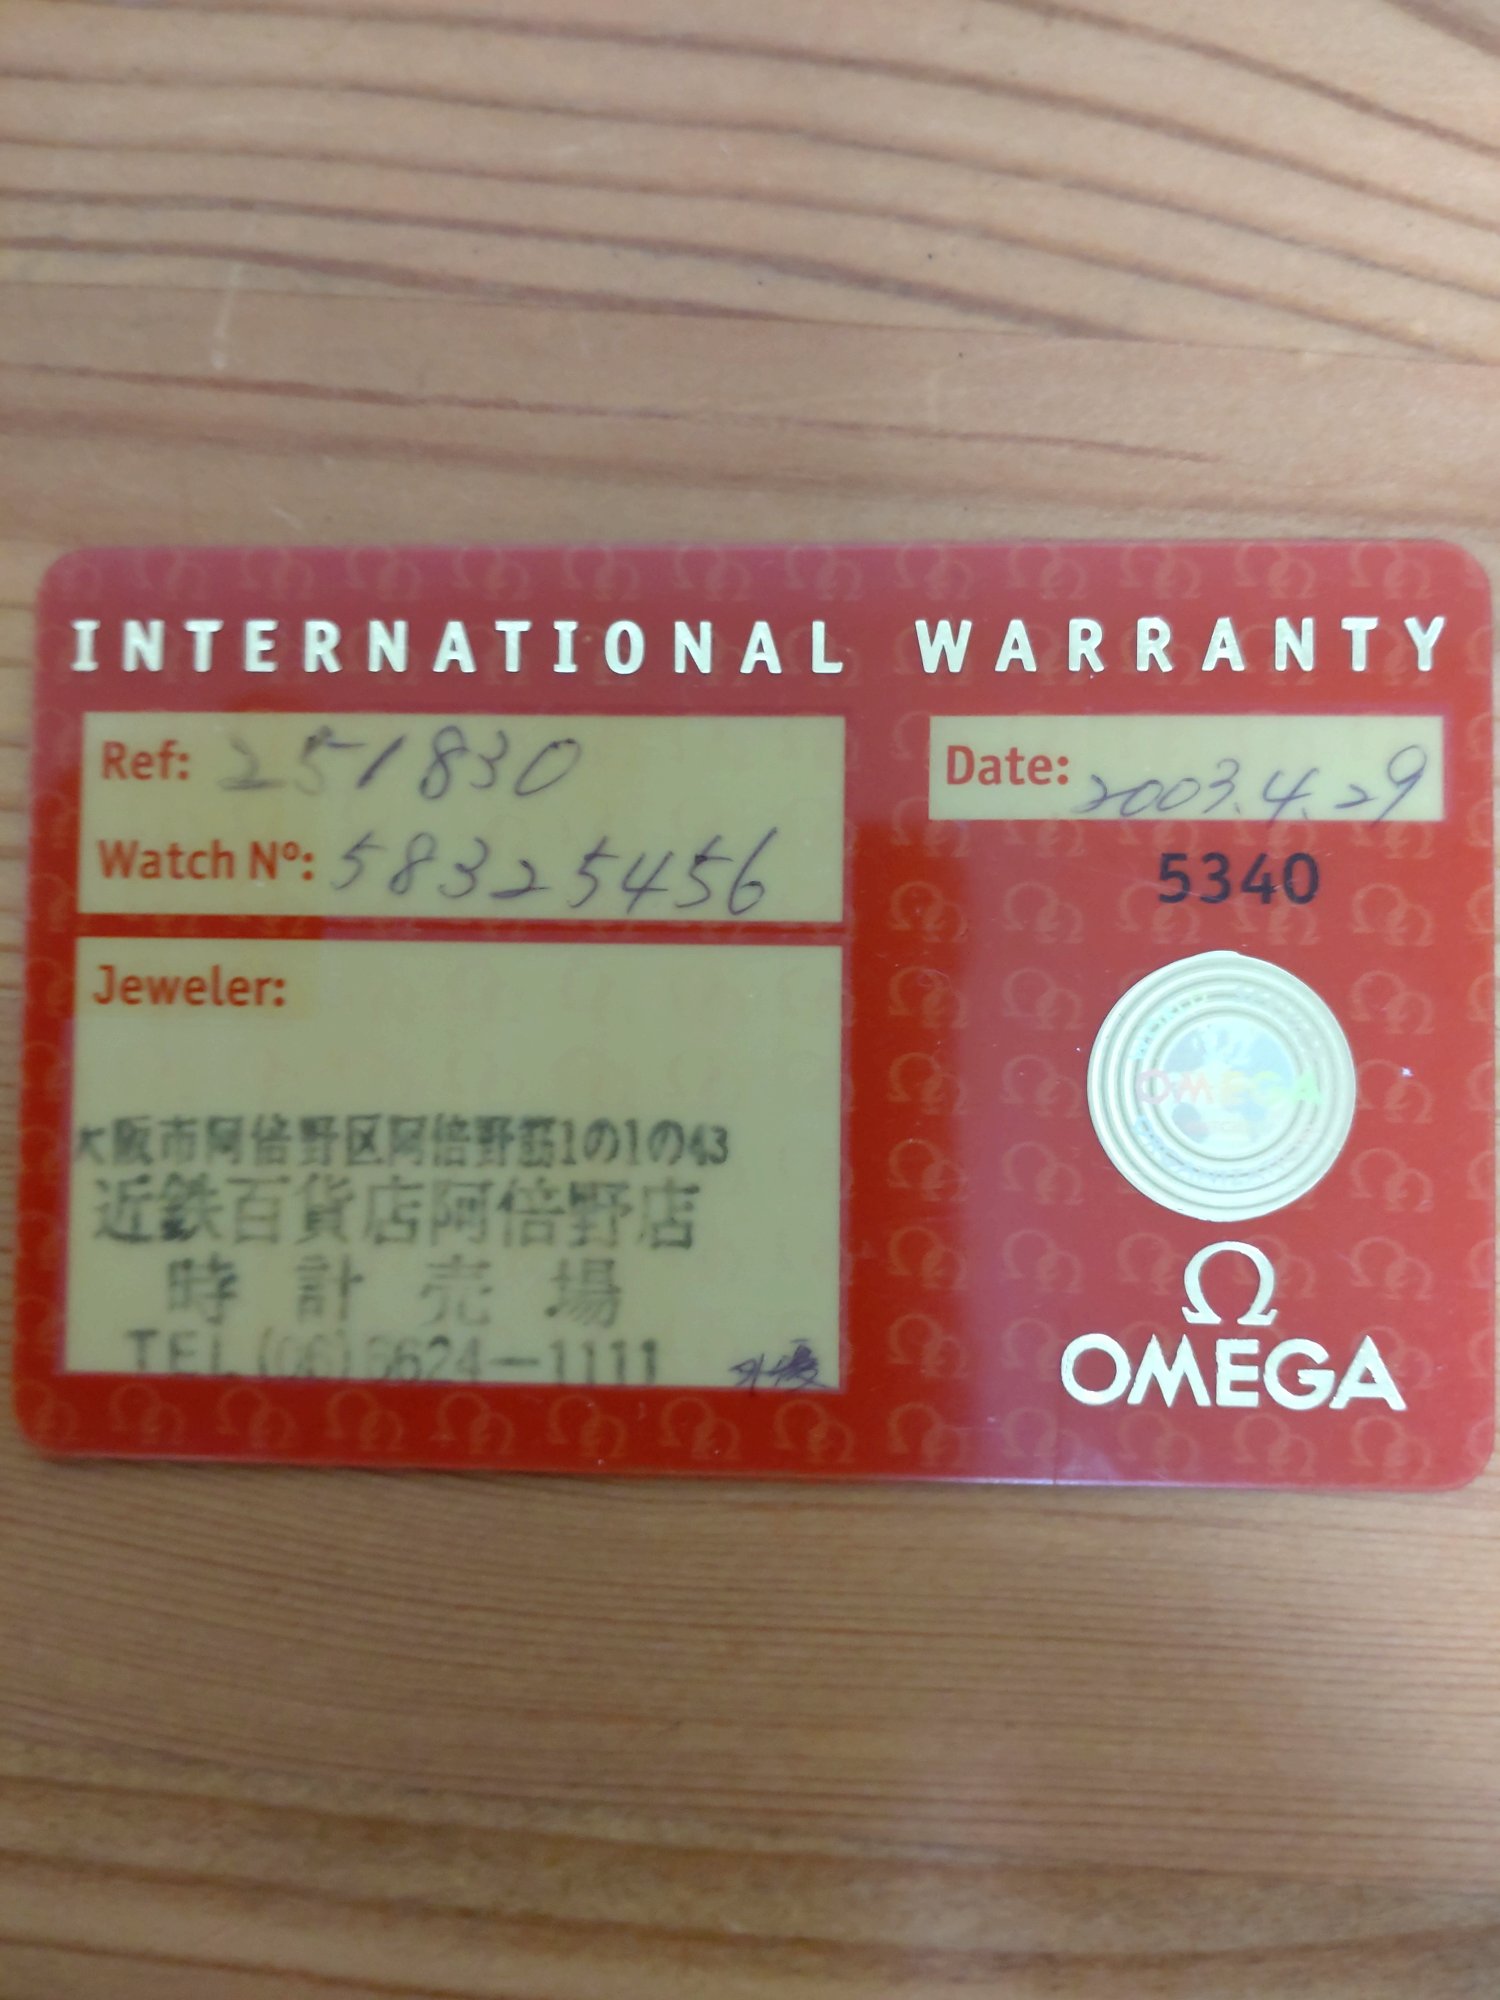 INTERNATIONAL WARRANTY
Ref: 251830
Watch Nº: 58325456
Date: 2003.4.29
5340
Jeweler:
大阪市阿倍野区阿倍野筋1の1の43
近鉄百貨店阿倍野店
時計売場
TEL(06)6624-1111
OMEGA
Ω
OMEGA